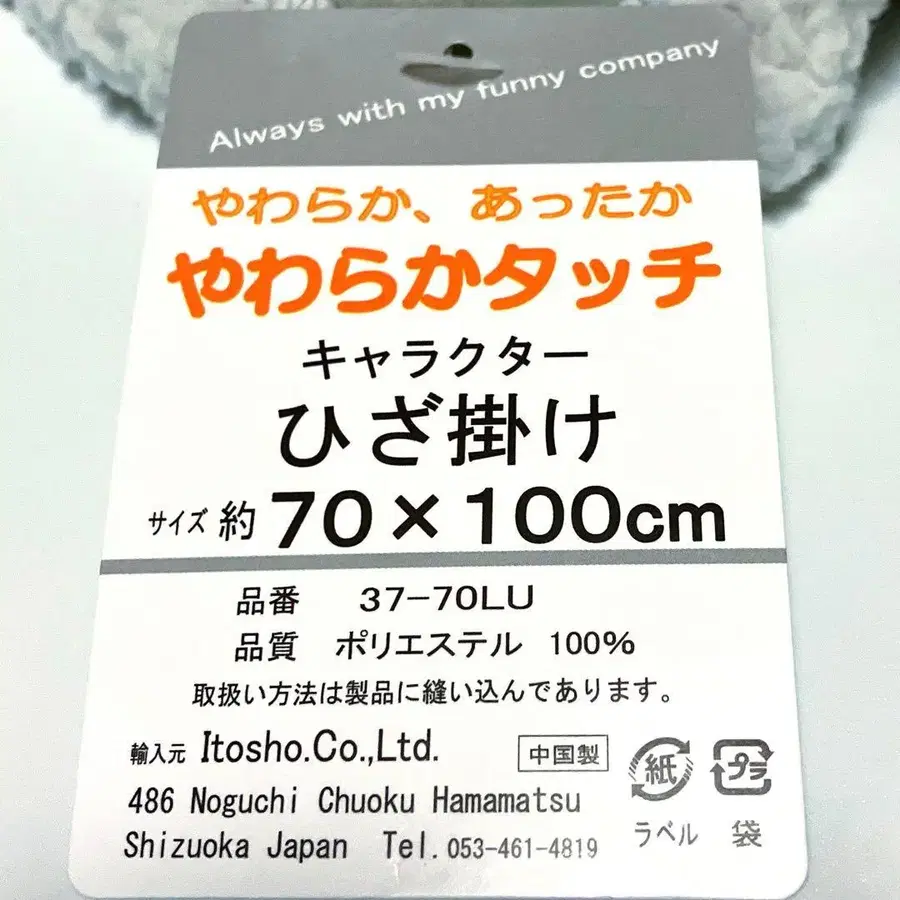 Always with my funny company
やわらか、あったか
やわらかタッチ
キャラクター
ひざ掛け
サイズ 約 70×100cm
品番 37-70LU
品質 ポリエステル 100%
取扱い方法は製品に縫い込んであります。
輸入元 Itosho.Co.,Ltd.
中国製
486 Noguchi Chuoku Hamamatsu
Shizuoka Japan Tel.053-461-4819
紙
ラベル
プラ
袋